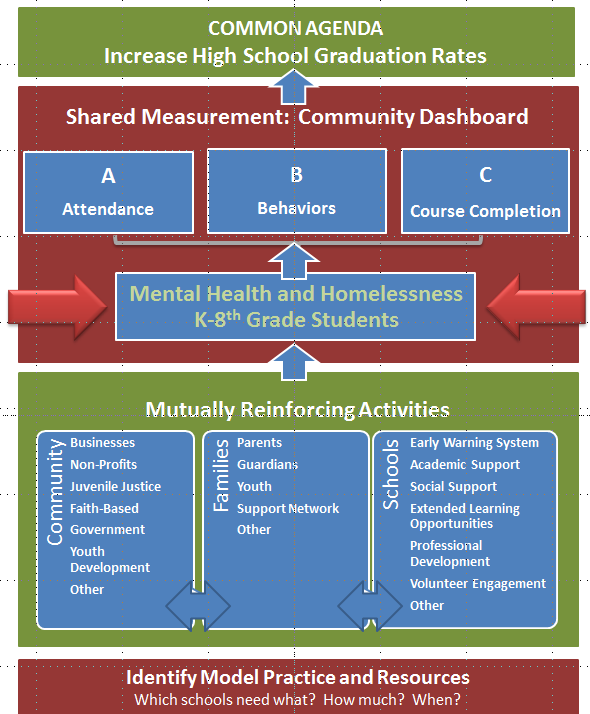 COMMON AGENDA
Increase High School Graduation Rates
Shared Measurement:  Community Dashboard
A
Attendance
B
Behaviors
C
Course Completion
Mental Health and Homelessness
K-8th Grade Students
Mutually Reinforcing Activities
Community
Businesses
Non-Profits
Juvenile Justice
Faith-Based
Government
Youth
Development
Other
Families
Parents
Guardians
Youth
Support Network
Other
Schools
Early Warning System
Academic Support
Social Support
Extended Learning
Opportunities
Professional
Development
Volunteer Engagement
Other
Identify Model Practice and Resources
Which schools need what?  How much?  When?